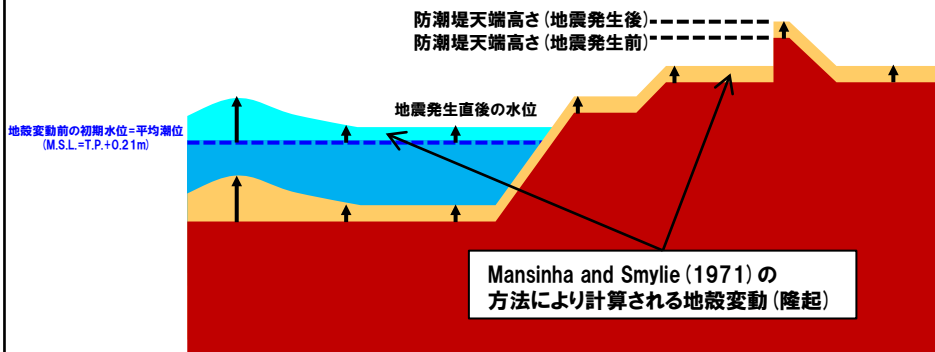 防潮堤天端高さ(地震発生後)
防潮堤天端高さ(地震発生前)
地震発生直後の水位
地殻変動前の初期水位=平均潮位
(M.S.L.=T.P.+0.21m)
Mansinha and Smylie(1971)の
方法により計算される地殻変動(隆起)